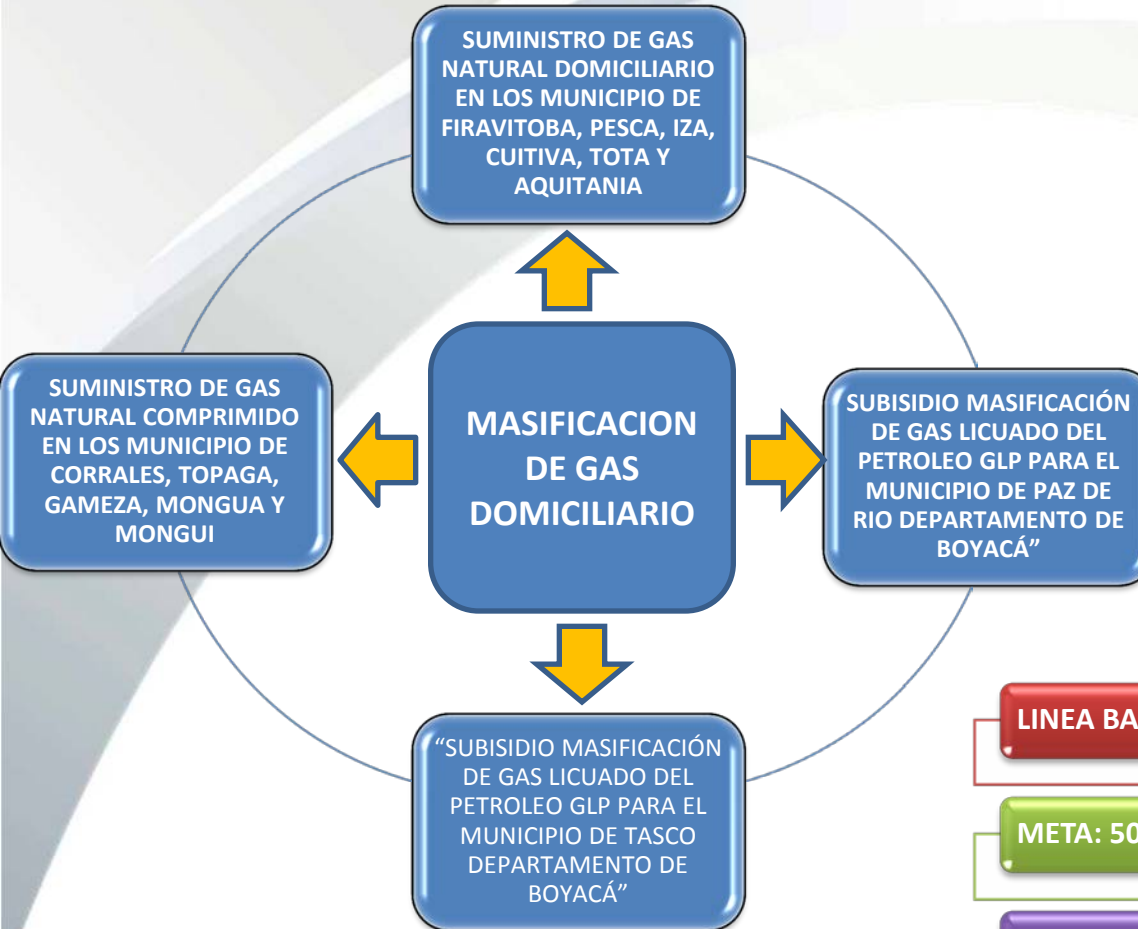 SUMINISTRO DE GAS
NATURAL DOMICILIARIO
EN LOS MUNICIPIO DE
FIRAVITOBA, PESCA, IZA,
CUITIVA, TOTA Y
AQUITANIA
SUMINISTRO DE GAS
NATURAL COMPRIMIDO
EN LOS MUNICIPIO DE
CORRALES, TOPAGA,
GAMEZA, MONGUA Y
MONGUI
MASIFICACION
DE GAS
DOMICILIARIO
SUBISIDIO MASIFICACIÓN
DE GAS LICUADO DEL
PETROLEO GLP PARA EL
MUNICIPIO DE PAZ DE
RIO DEPARTAMENTO DE
BOYACÁ”
“SUBISIDIO MASIFICACIÓN
DE GAS LICUADO DEL
PETROLEO GLP PARA EL
MUNICIPIO DE TASCO
DEPARTAMENTO DE
BOYACÁ”
LINEA BA
META: 50